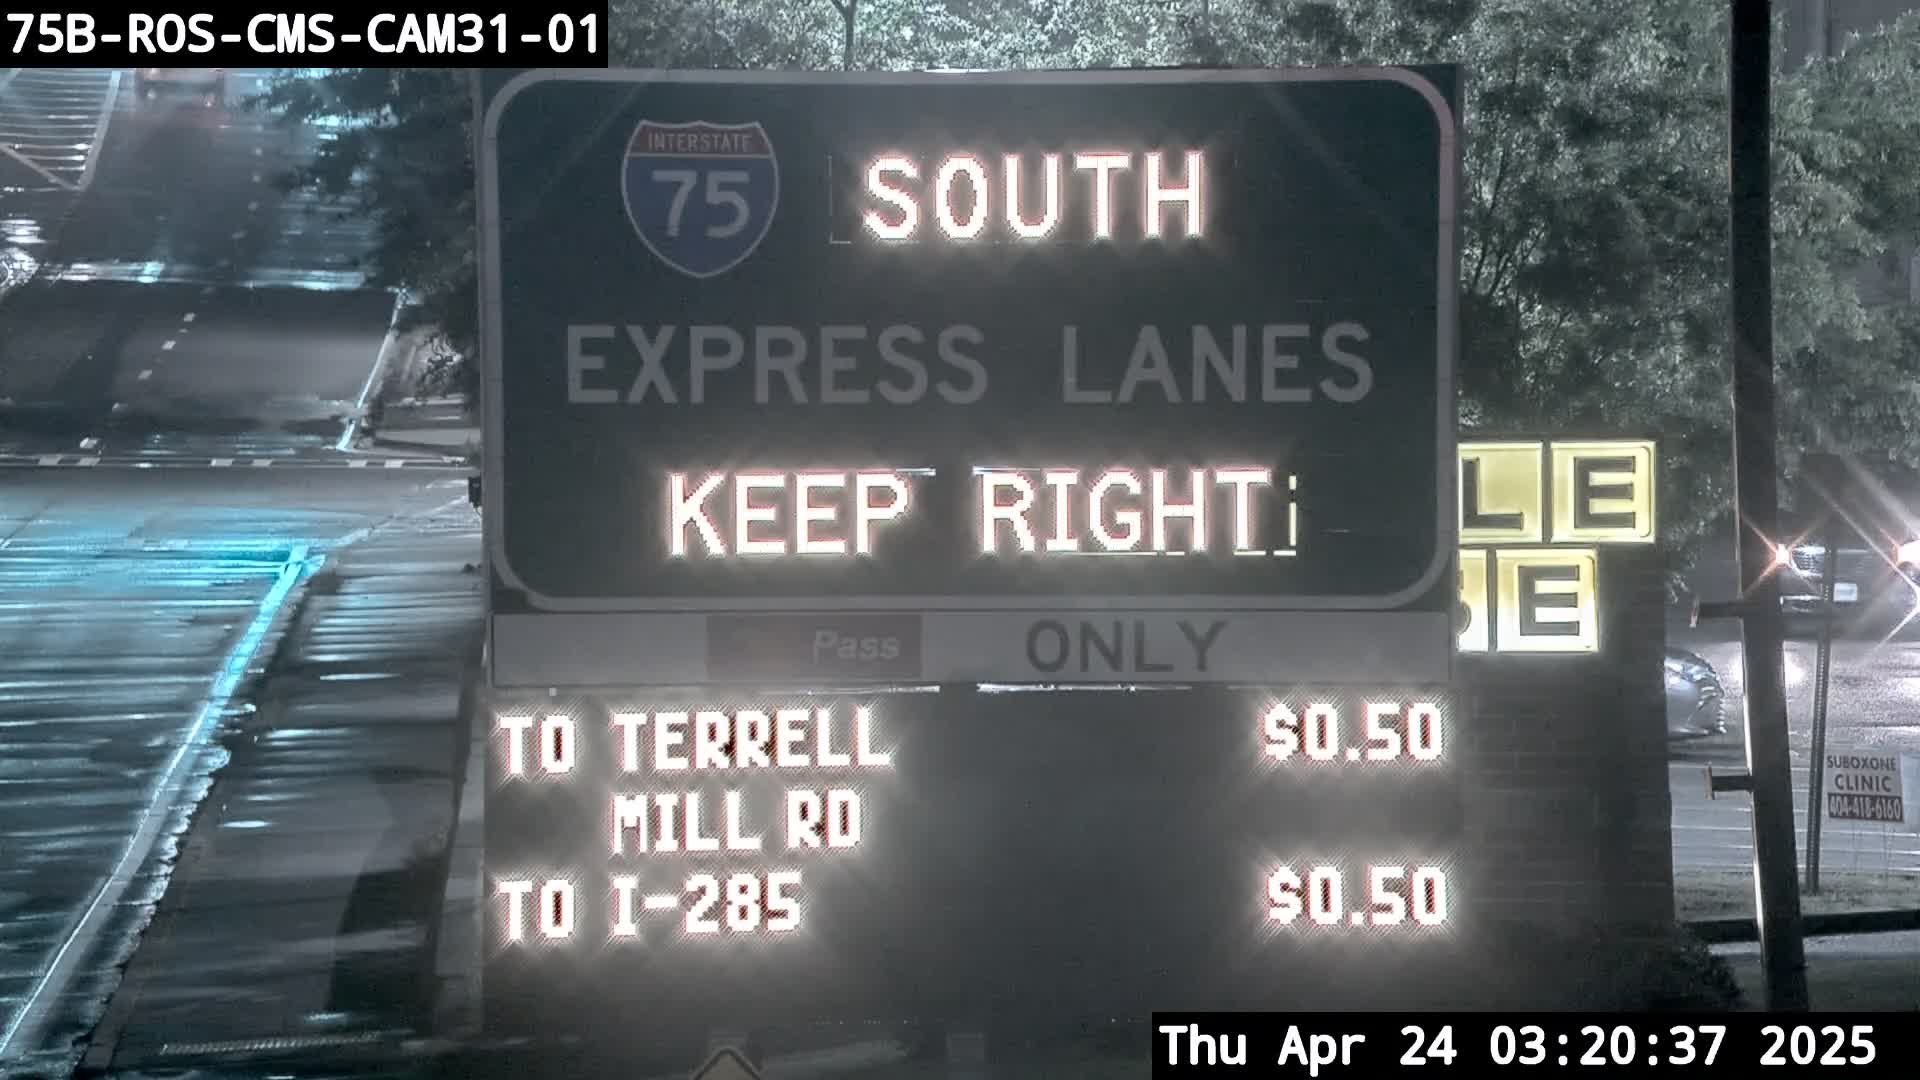 75B-ROS-CMS-CAM31-01
INTERSTATE
75
SOUTH
EXPRESS LANES
KEEP RIGHT
Pass ONLY
TO TERRELL $0.50
MILL RD
TO I-285 $0.50
LE
E
SUBOXONE
CLINIC
404-418-6160
Thu Apr 24 03:20:37 2025